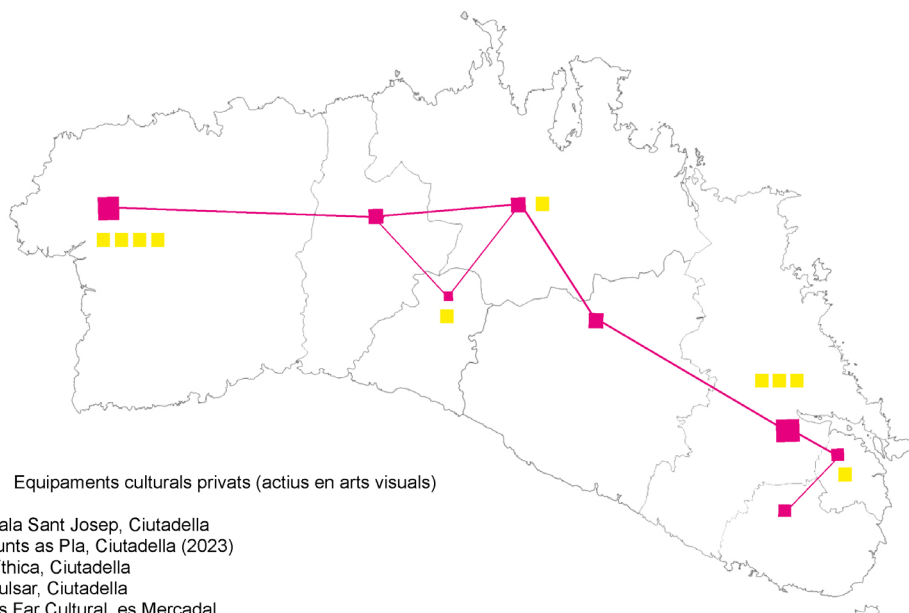 Equipaments culturals privats (actius en arts visuals)
ala Sant Josep, Ciutadella
unts as Pla, Ciutadella (2023)
thica, Ciutadella
ulsar, Ciutadella
s Far Cultural, es Mercadal